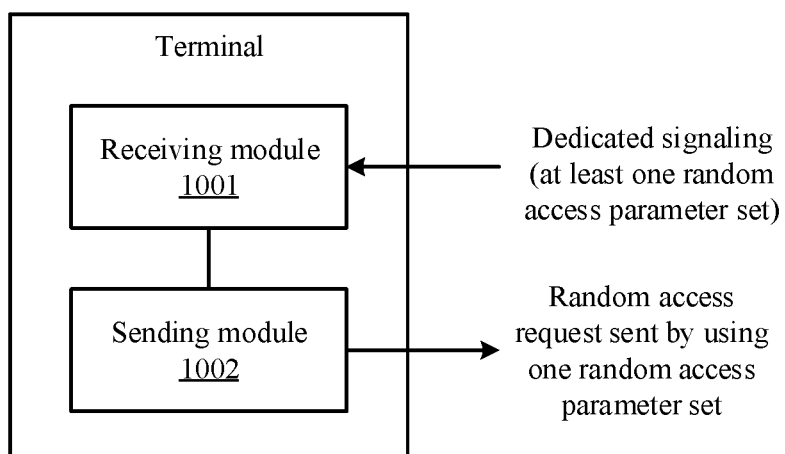 Terminal
Receiving module
1001
Dedicated signaling
(at least one random
access parameter set)
Sending module
1002
Random access
request sent by using
one random access
parameter set